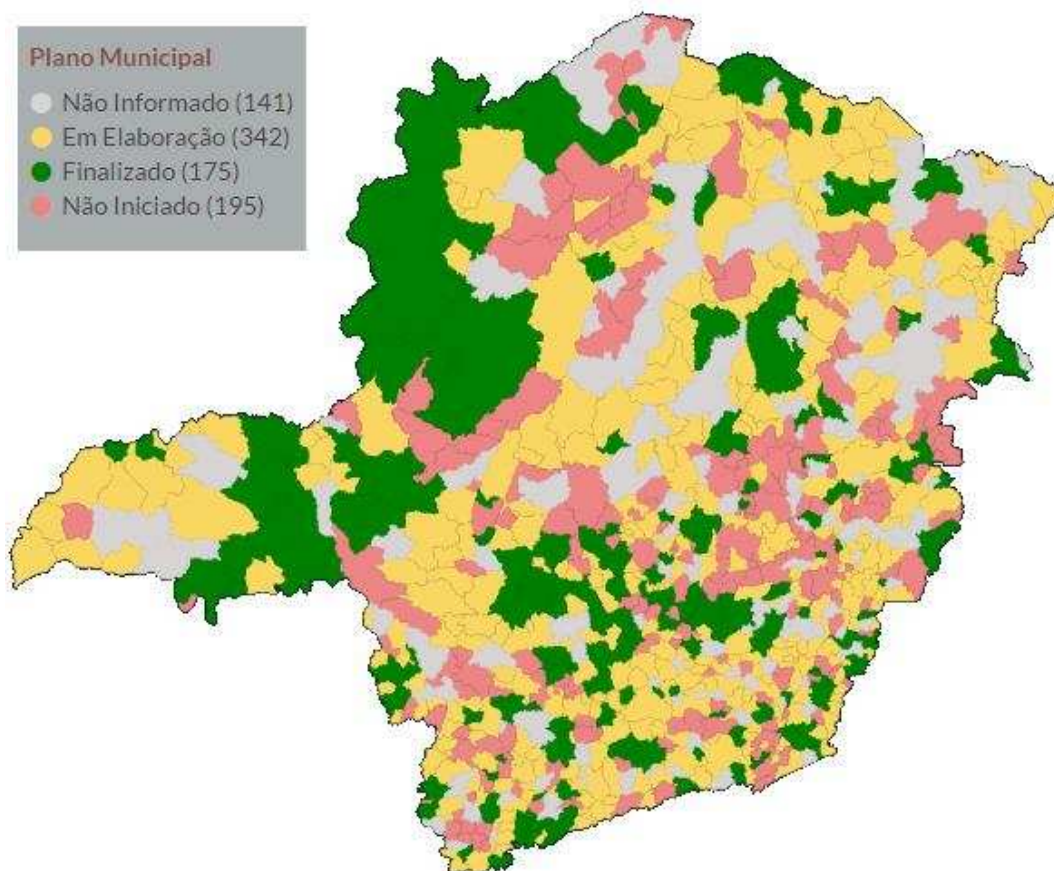 Plano Municipal
Não Informado (141)
Em Elaboração (342)
Finalizado (175)
Não Iniciado (195)